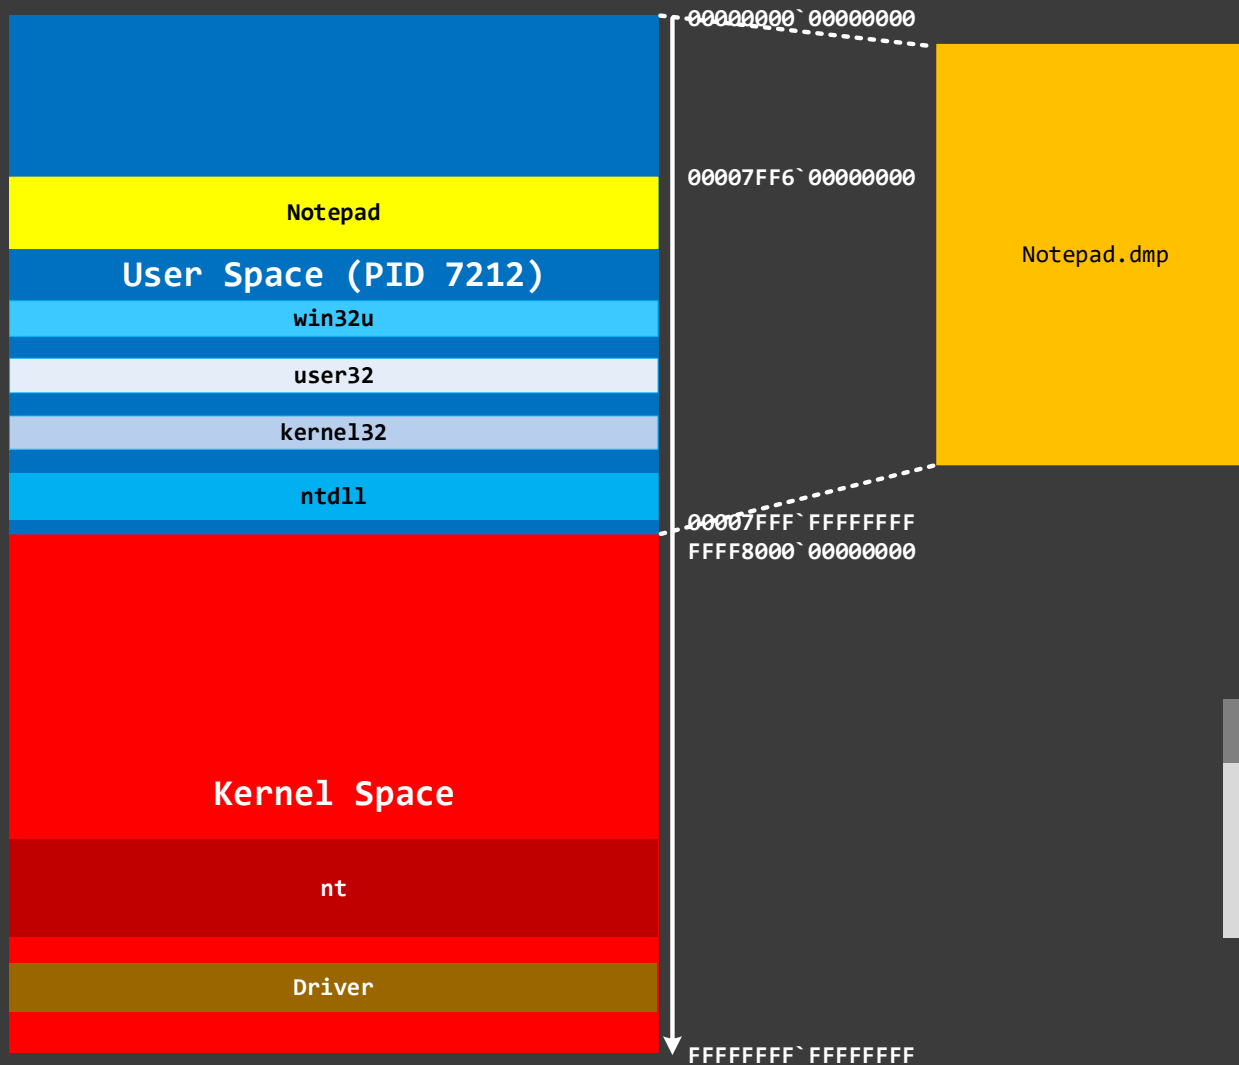 00000000`00000000
00007FF6`00000000
Notepad
Notepad.dmp
User Space (PID 7212)
win32u
user32
kernel32
ntdll
00007FFF`FFFFFFFF
FFFF8000`00000000
Kernel Space
nt
Driver
FFFFFFFF`FFFFFFFF